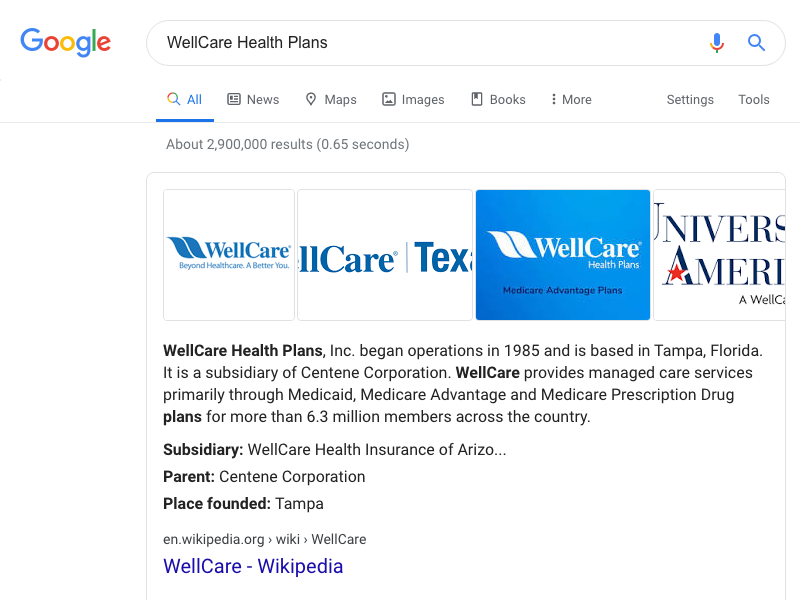 Google
WellCare Health Plans
All News Maps Images Books More Settings Tools
About 2,900,000 results (0.65 seconds)
WellCare®
Beyond Healthcare. A Better You.
llCare® Texa
WellCare®
Health Plans
Medicare Advantage Plans
UNIVERS
AMERI
A WellCa
WellCare Health Plans, Inc. began operations in 1985 and is based in Tampa, Florida.
It is a subsidiary of Centene Corporation. WellCare provides managed care services
primarily through Medicaid, Medicare Advantage and Medicare Prescription Drug
plans for more than 6.3 million members across the country.
Subsidiary: WellCare Health Insurance of Arizo...
Parent: Centene Corporation
Place founded: Tampa
en.wikipedia.org › wiki › WellCare
WellCare - Wikipedia